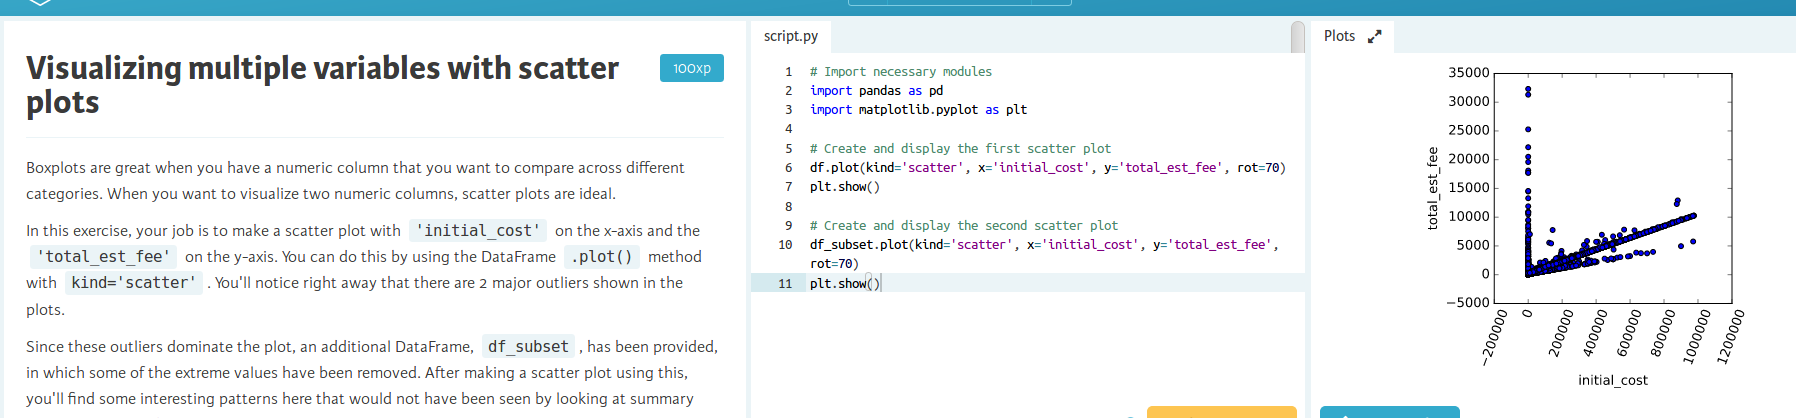 Visualizing multiple variables with scatter
plots
100xp
Boxplots are great when you have a numeric column that you want to compare across different
categories. When you want to visualize two numeric columns, scatter plots are ideal.
In this exercise, your job is to make a scatter plot with 'initial_cost' on the x-axis and the
'total_est_fee' on the y-axis. You can do this by using the DataFrame .plot() method
with kind='scatter' . You'll notice right away that there are 2 major outliers shown in the
plots.
Since these outliers dominate the plot, an additional DataFrame, df_subset , has been provided,
in which some of the extreme values have been removed. After making a scatter plot using this,
you'll find some interesting patterns here that would not have been seen by looking at summary
script.py
1 # Import necessary modules
2 import pandas as pd
3 import matplotlib.pyplot as plt
4
5 # Create and display the first scatter plot
6 df.plot(kind='scatter', x='initial_cost', y='total_est_fee', rot=70)
7 plt.show()
8
9 # Create and display the second scatter plot
10 df_subset.plot(kind='scatter', x='initial_cost', y='total_est_fee',
rot=70)
11 plt.show()
Plots
35000
30000
25000
20000
15000
10000
5000
0
−5000
total_est_fee
−200000 0 200000 400000 600000 800000 1000000 1200000
initial_cost